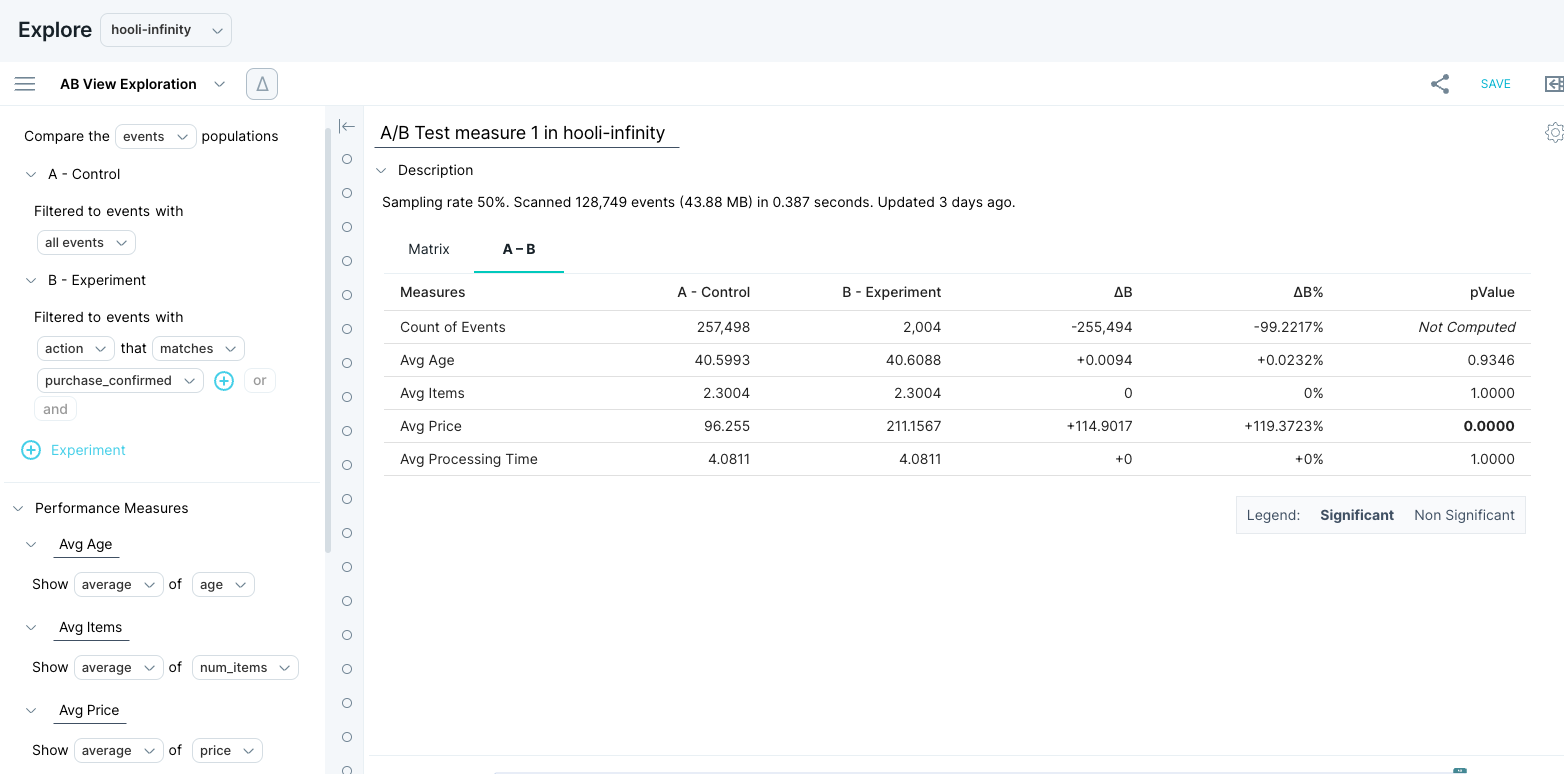 Explore hooli-infinity
AB View Exploration Δ SAVE
Compare the events populations
A - Control
Filtered to events with
all events
B - Experiment
Filtered to events with
action that matches
purchase_confirmed or
and
Experiment
Performance Measures
Avg Age
Show average of age
Avg Items
Show average of num_items
Avg Price
Show average of price
A/B Test measure 1 in hooli-infinity
Description
Sampling rate 50%. Scanned 128,749 events (43.88 MB) in 0.387 seconds. Updated 3 days ago.
Matrix A – B
Measures A - Control B - Experiment ΔB ΔB% pValue
Count of Events 257,498 2,004 -255,494 -99.2217% Not Computed
Avg Age 40.5993 40.6088 +0.0094 +0.0232% 0.9346
Avg Items 2.3004 2.3004 0 0% 1.0000
Avg Price 96.255 211.1567 +114.9017 +119.3723% 0.0000
Avg Processing Time 4.0811 4.0811 +0 +0% 1.0000
Legend: Significant Non Significant